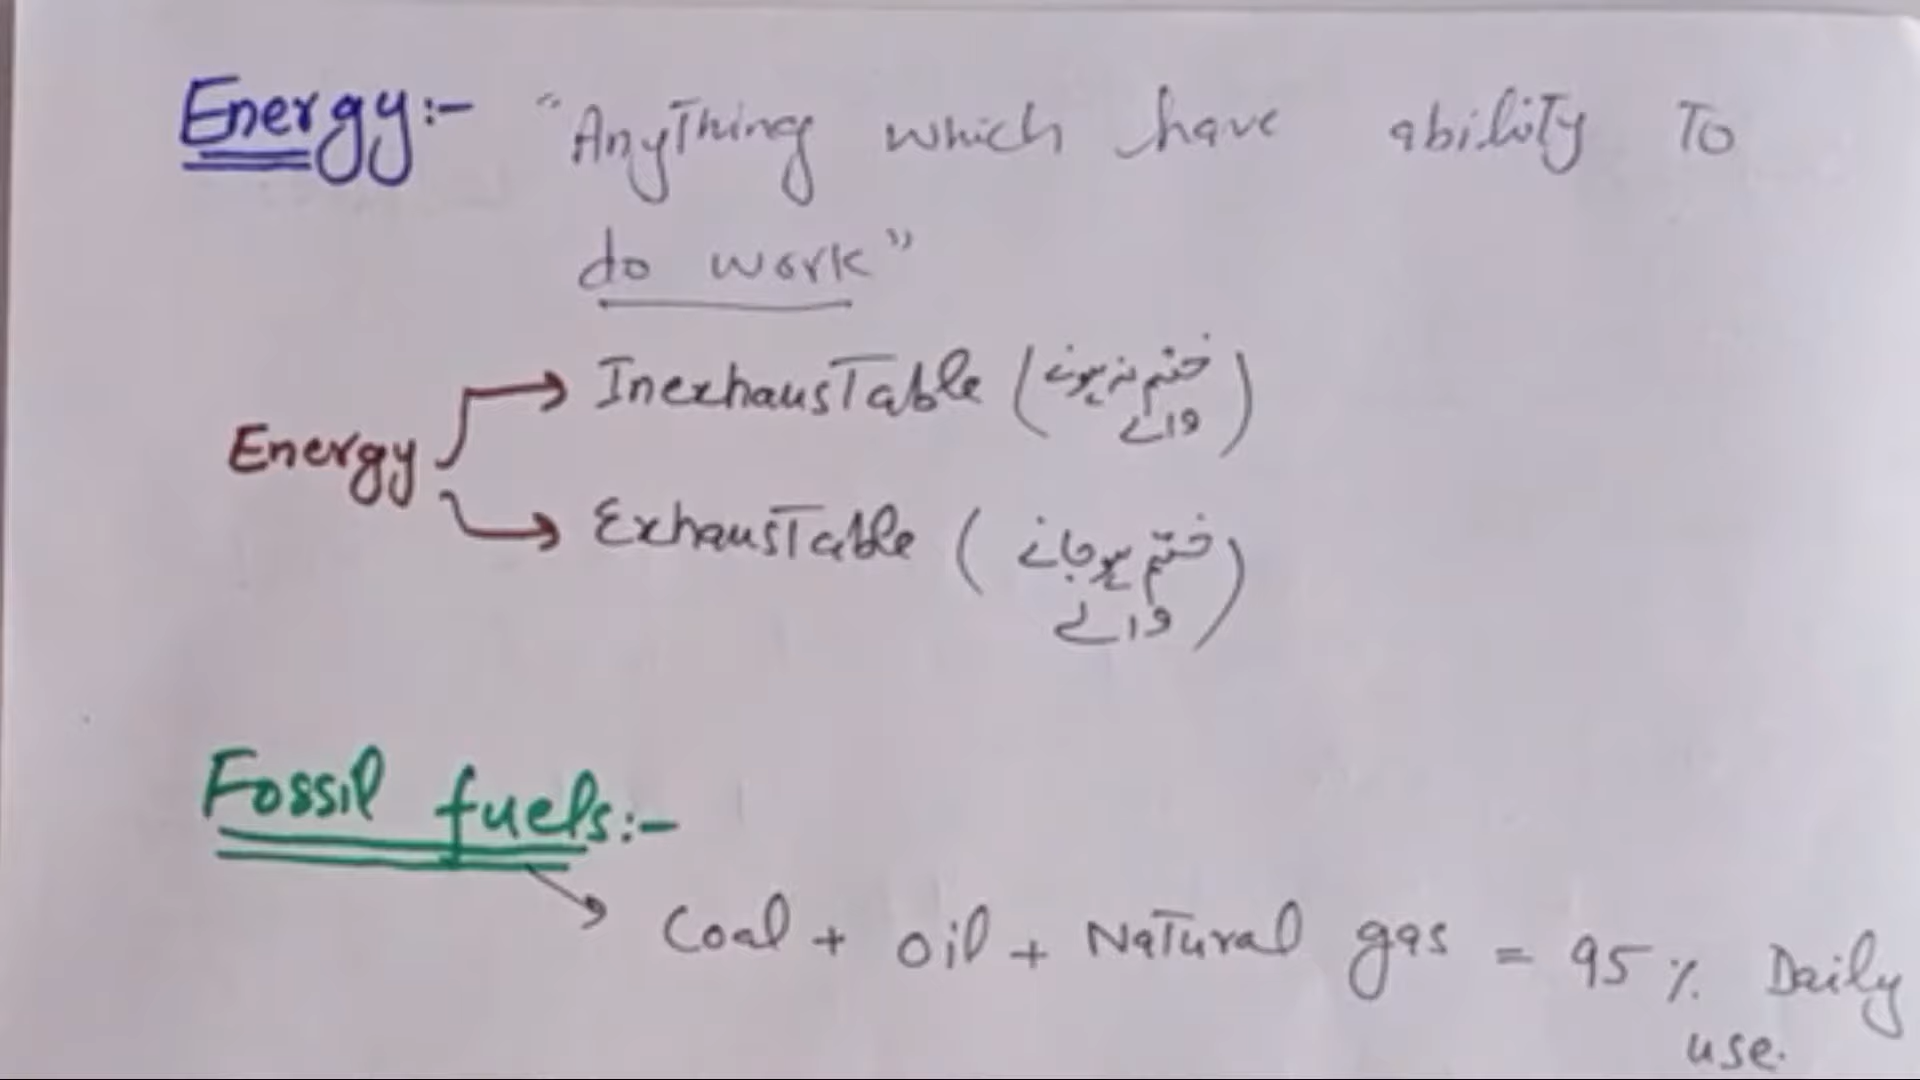 Energy:- "Anything which have ability To
do work"
Energy
InexhausTable (ختم نہ ہونے
والے)
ExhausTable (ختم ہو جانے
والے)
Fossil fuels:-
Coal + oil + NaTural gas = 95% Daily
use.